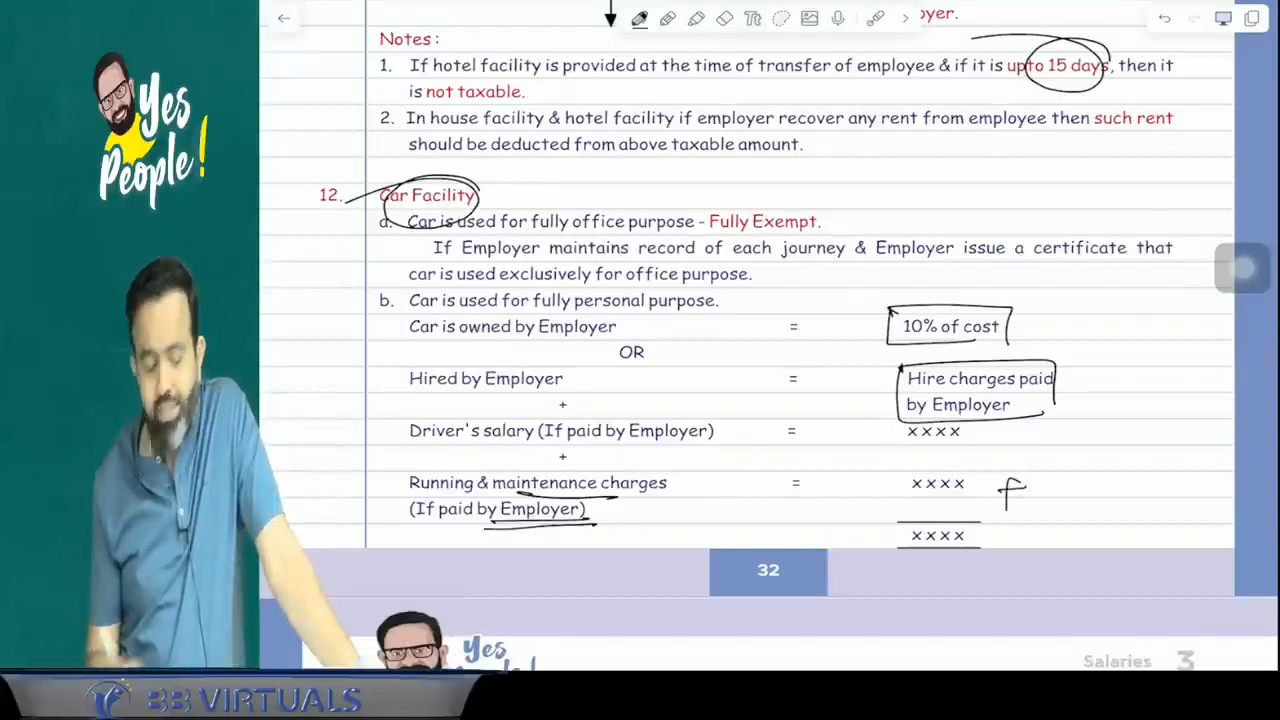 oyer.
Notes :
1. If hotel facility is provided at the time of transfer of employee & if it is upto 15 days, then it
is not taxable.
2. In house facility & hotel facility if employer recover any rent from employee then such rent
should be deducted from above taxable amount.
12. Car Facility
a. Car is used for fully office purpose - Fully Exempt.
If Employer maintains record of each journey & Employer issue a certificate that
car is used exclusively for office purpose.
b. Car is used for fully personal purpose.
Car is owned by Employer = 10% of cost
OR
Hired by Employer = Hire charges paid
by Employer
+
Driver's salary (If paid by Employer) = xxxx
+
Running & maintenance charges = xxxx f
(If paid by Employer)
xxxx
32
Yes
People!
Yes
Salaries 3
BB VIRTUALS